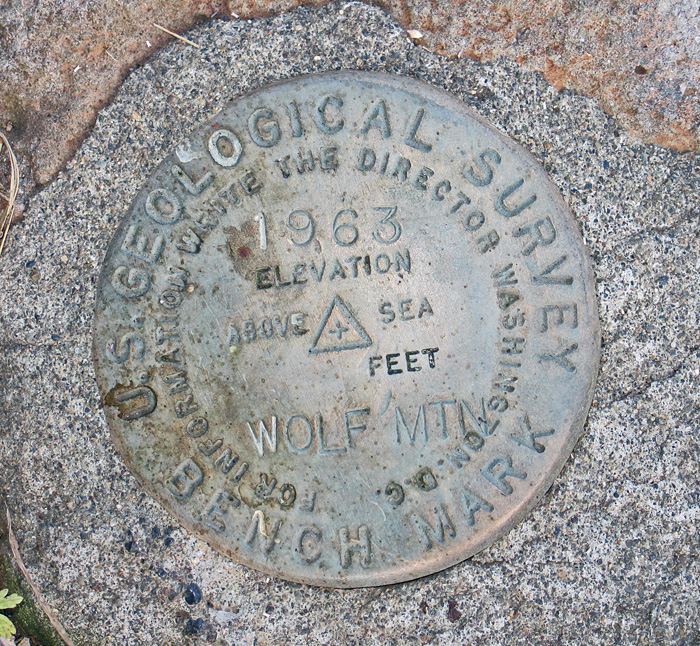 U.S. GEOLOGICAL SURVEY
BENCH MARK
FOR INFORMATION WRITE THE DIRECTOR WASHINGTON. D.C.
1963
ELEVATION
ABOVE SEA
FEET
WOLF MTN